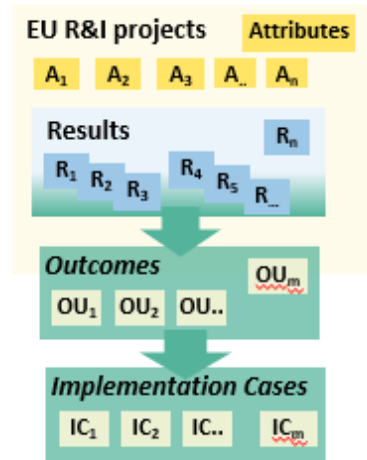 EU R&I projects Attributes
A₁ A₂ A₃ A.. Aₙ
Results Rₙ
R₁ R₂ R₃ R₄ R₅ R...
Outcomes OUₘ
OU₁ OU₂ OU..
Implementation Cases
IC₁ IC₂ IC.. ICₘ